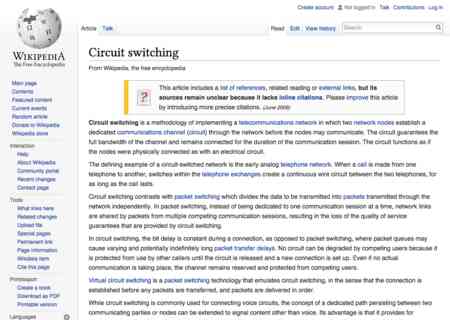 Create account Not logged in Talk Contributions Log in
Article Talk Read Edit View history Search
WIKIPEDIA
The Free Encyclopedia
Main page
Contents
Featured content
Current events
Random article
Donate to Wikipedia
Wikipedia store
Interaction
Help
About Wikipedia
Community portal
Recent changes
Contact page
Tools
What links here
Related changes
Upload file
Special pages
Permanent link
Page information
Wikidata item
Cite this page
Print/export
Create a book
Download as PDF
Printable version
Languages
Circuit switching
From Wikipedia, the free encyclopedia
This article includes a list of references, related reading or external links, but its
sources remain unclear because it lacks inline citations. Please improve this article
by introducing more precise citations. (June 2009)
Circuit switching is a methodology of implementing a telecommunications network in which two network nodes establish a
dedicated communications channel (circuit) through the network before the nodes may communicate. The circuit guarantees the
full bandwidth of the channel and remains connected for the duration of the communication session. The circuit functions as if
the nodes were physically connected as with an electrical circuit.
The defining example of a circuit-switched network is the early analog telephone network. When a call is made from one
telephone to another, switches within the telephone exchanges create a continuous wire circuit between the two telephones, for
as long as the call lasts.
Circuit switching contrasts with packet switching which divides the data to be transmitted into packets transmitted through the
network independently. In packet switching, instead of being dedicated to one communication session at a time, network links
are shared by packets from multiple competing communication sessions, resulting in the loss of the quality of service
guarantees that are provided by circuit switching.
In circuit switching, the bit delay is constant during a connection, as opposed to packet switching, where packet queues may
cause varying and potentially indefinitely long packet transfer delays. No circuit can be degraded by competing users because it
is protected from use by other callers until the circuit is released and a new connection is set up. Even if no actual
communication is taking place, the channel remains reserved and protected from competing users.
Virtual circuit switching is a packet switching technology that emulates circuit switching, in the sense that the connection is
established before any packets are transferred, and packets are delivered in order.
While circuit switching is commonly used for connecting voice circuits, the concept of a dedicated path persisting between two
communicating parties or nodes can be extended to signal content other than voice. Its advantage is that it provides for